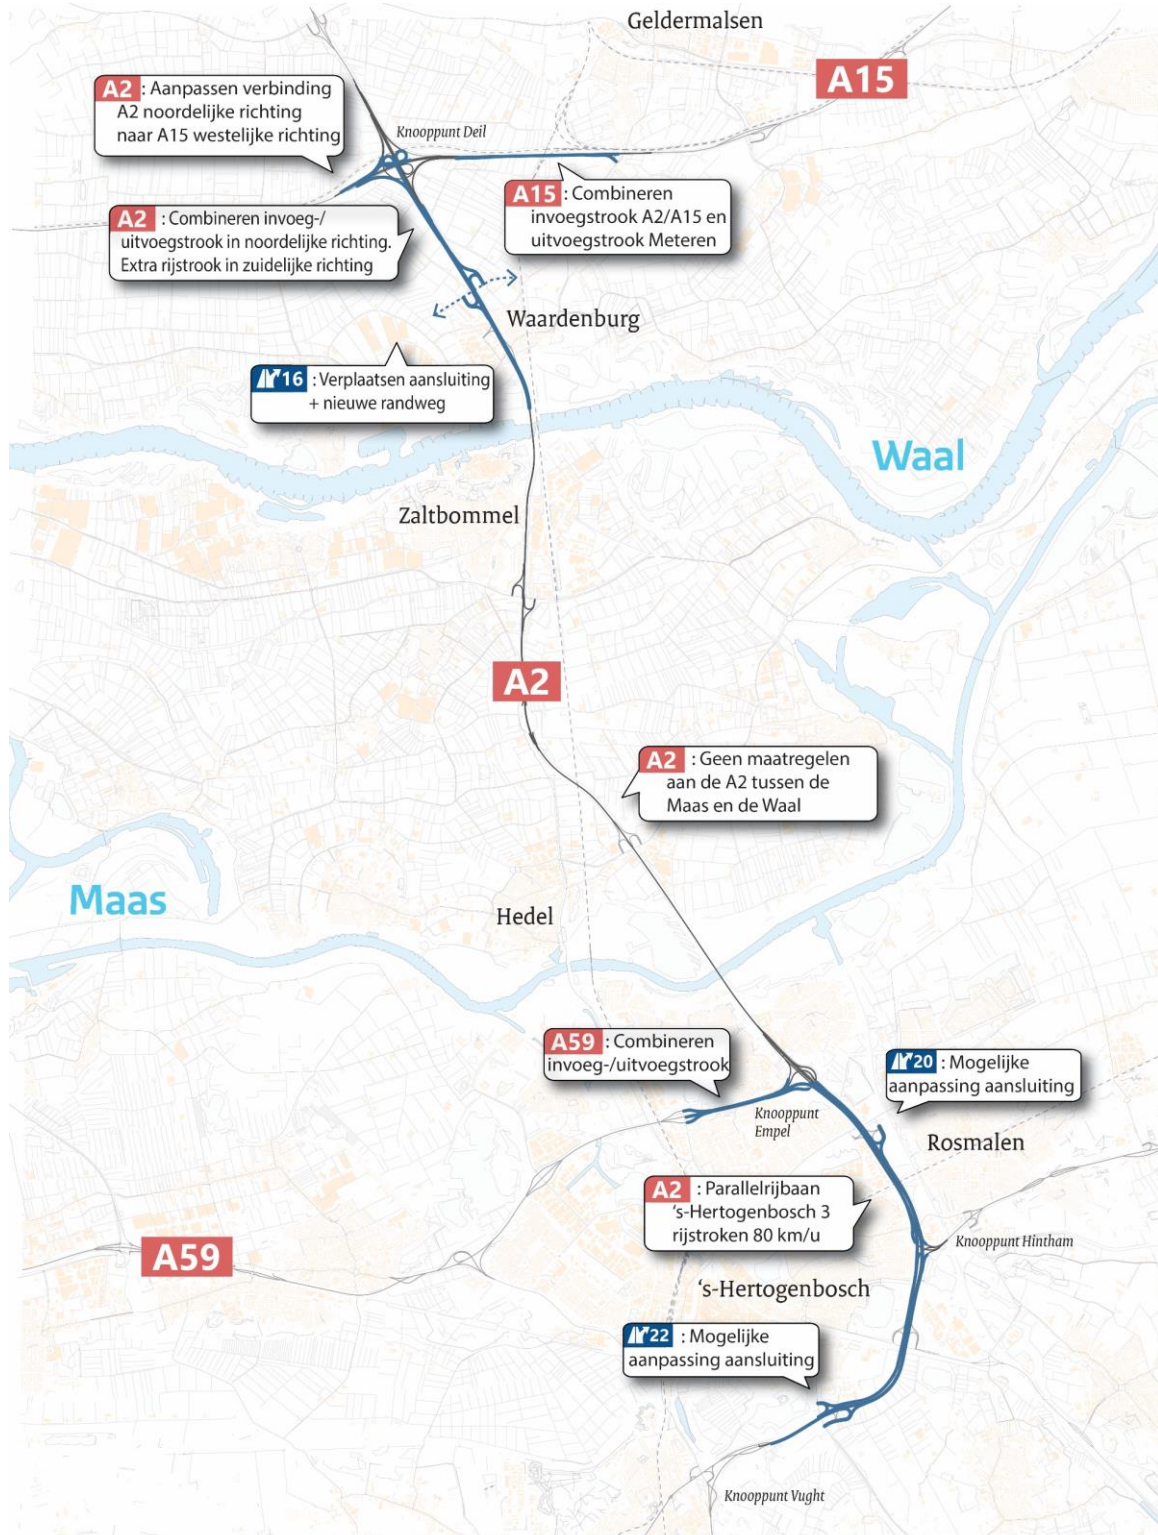 Geldermalsen
A15
A2 : Aanpassen verbinding
A2 noordelijke richting
naar A15 westelijke richting
Knooppunt Deil
A15 : Combineren
invoegstrook A2/A15 en
uitvoegstrook Meteren
A2 : Combineren invoeg-/
uitvoegstrook in noordelijke richting.
Extra rijstrook in zuidelijke richting
Waardenburg
16 : Verplaatsen aansluiting
+ nieuwe randweg
Waal
Zaltbommel
A2
A2 : Geen maatregelen
aan de A2 tussen de
Maas en de Waal
Maas
Hedel
A59 : Combineren
invoeg-/uitvoegstrook
20 : Mogelijke
aanpassing aansluiting
Knooppunt
Empel
Rosmalen
A2 : Parallelrijbaan
‘s-Hertogenbosch 3
rijstroken 80 km/u
Knooppunt Hintham
A59
‘s-Hertogenbosch
22 : Mogelijke
aanpassing aansluiting
Knooppunt Vught